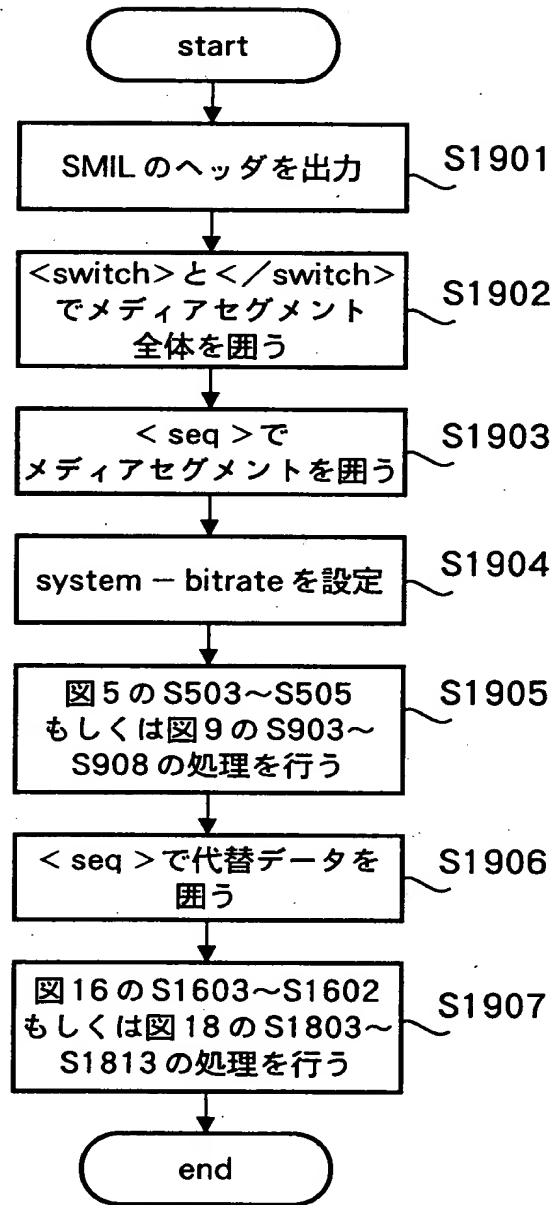 start
SMILのヘッダを出力
S1901
<switch>と</switch>
でメディアセグメント
全体を囲う
S1902
<seq>で
メディアセグメントを囲う
S1903
system－bitrateを設定
S1904
図5のS503～S505
もしくは図9のS903～
S908の処理を行う
S1905
<seq>で代替データを
囲う
S1906
図16のS1603～S1602
もしくは図18のS1803～
S1813の処理を行う
S1907
end